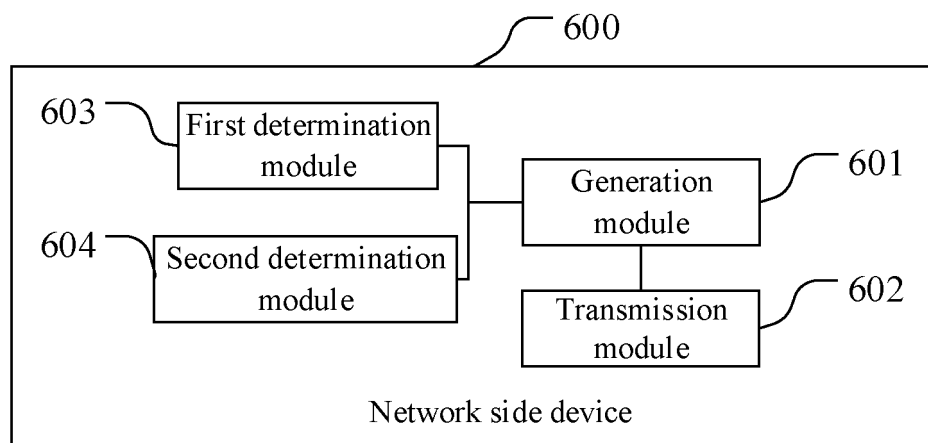 600
603
First determination
module
Generation
module
601
604
Second determination
module
Transmission
module
602
Network side device